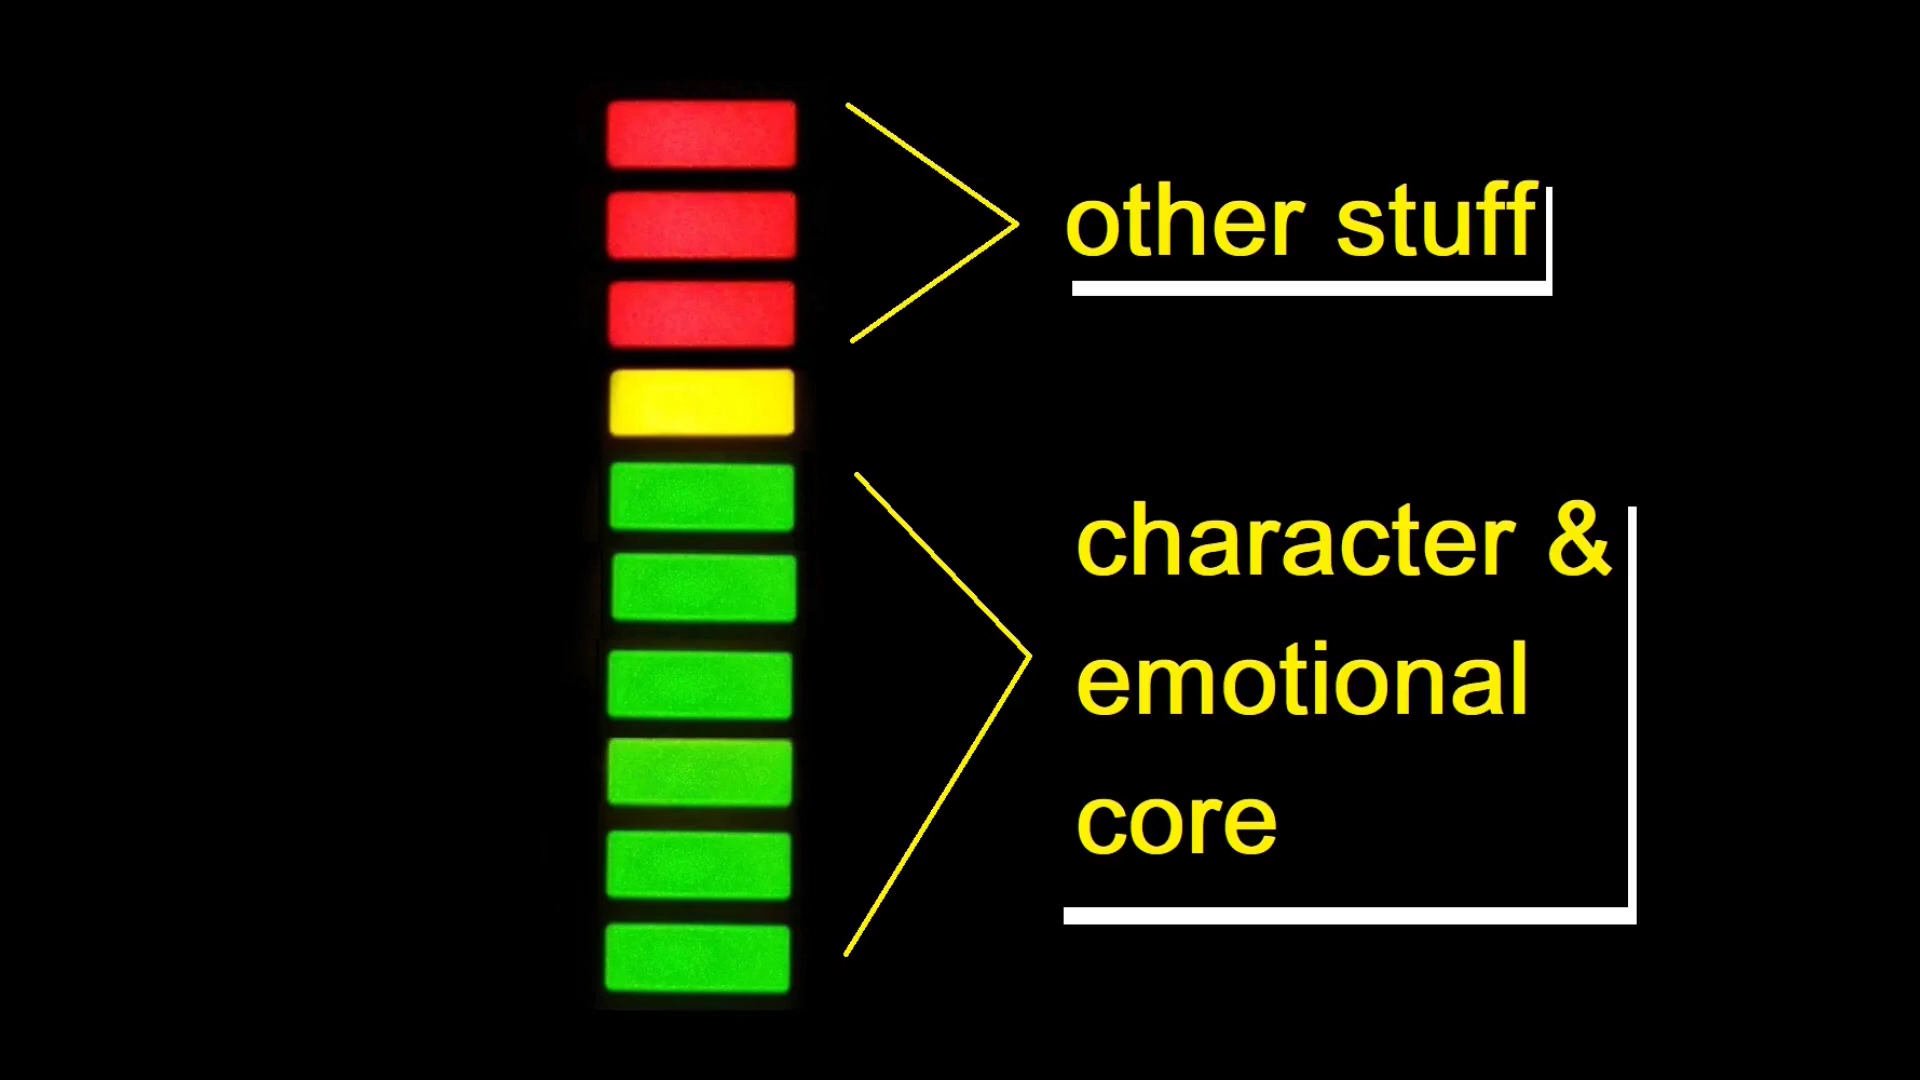 other stuff
character &
emotional
core